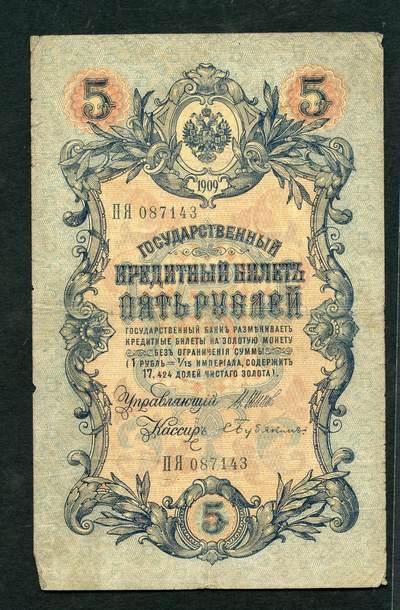 5 5
1909
ПЯ 087143
ГОСУДАРСТВЕННЫЙ
КРЕДИТНЫЙ БИЛЕТЪ
ПЯТЬ РУБЛЕЙ
ГОСУДАРСТВЕННЫЙ БАНКЪ РАЗМѢНИВАЕТЪ
КРЕДИТНЫЕ БИЛЕТЫ НА ЗОЛОТУЮ МОНЕТУ
БЕЗЪ ОГРАНИЧЕНІЯ СУММЫ
(1 РУБЛЬ = 1/15 ИМПЕРІАЛА, СОДЕРЖИТЪ
17,424 ДОЛЕЙ ЧИСТАГО ЗОЛОТА).
Управляющій
Кассиръ
ПЯ 087143
5